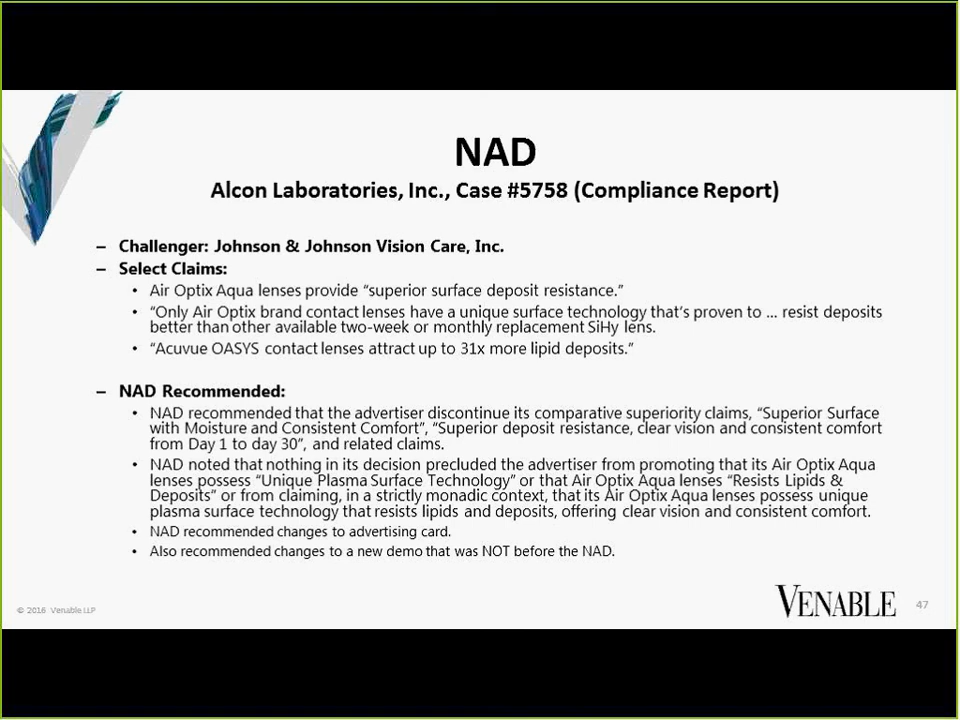 NAD
Alcon Laboratories, Inc., Case #5758 (Compliance Report)
– Challenger: Johnson & Johnson Vision Care, Inc.
– Select Claims:
• Air Optix Aqua lenses provide “superior surface deposit resistance.”
• “Only Air Optix brand contact lenses have a unique surface technology that’s proven to ... resist deposits
better than other available two-week or monthly replacement SiHy lens.
• “Acuvue OASYS contact lenses attract up to 31x more lipid deposits.”
– NAD Recommended:
• NAD recommended that the advertiser discontinue its comparative superiority claims, “Superior Surface
with Moisture and Consistent Comfort”, “Superior deposit resistance, clear vision and consistent comfort
from Day 1 to day 30”, and related claims.
• NAD noted that nothing in its decision precluded the advertiser from promoting that its Air Optix Aqua
lenses possess “Unique Plasma Surface Technology” or that Air Optix Aqua lenses “Resists Lipids &
Deposits” or from claiming, in a strictly monadic context, that its Air Optix Aqua lenses possess unique
plasma surface technology that resists lipids and deposits, offering clear vision and consistent comfort.
• NAD recommended changes to advertising card.
• Also recommended changes to a new demo that was NOT before the NAD.
© 2016 Venable LLP
VENABLE
47